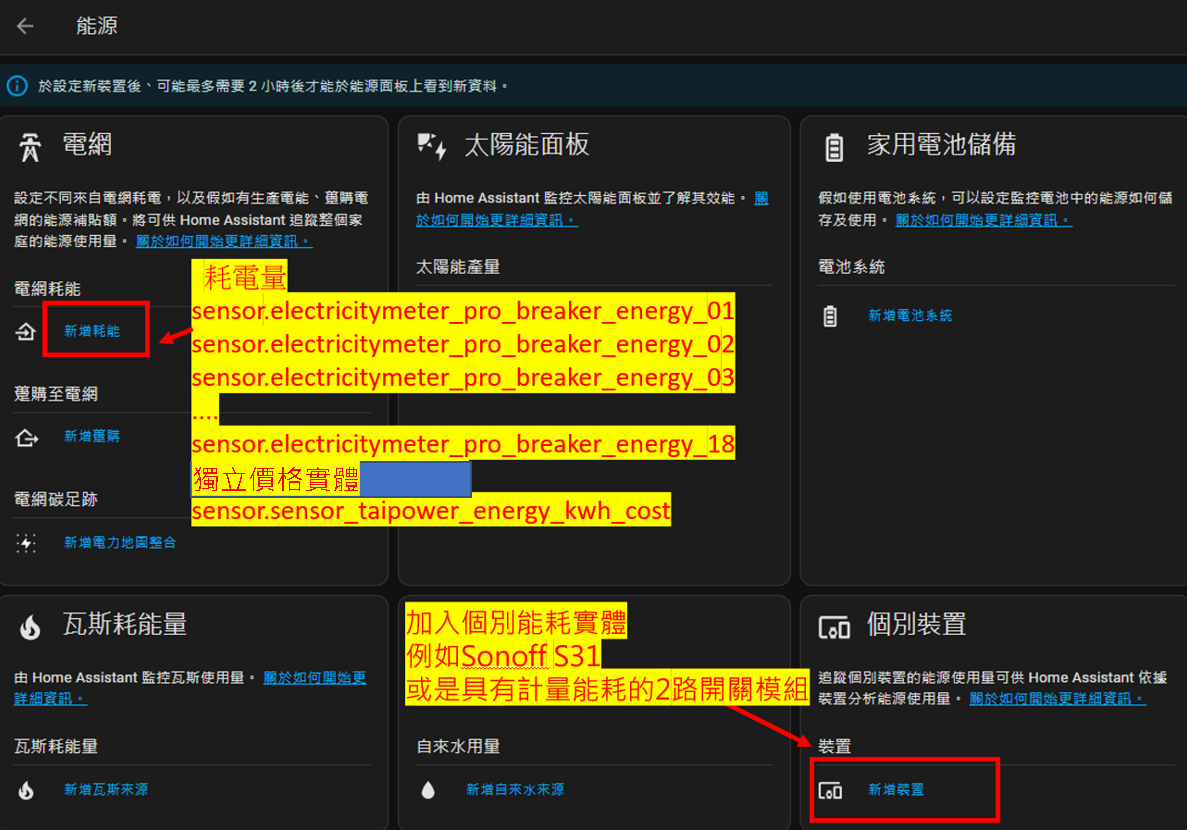 能源
於設定新裝置後、可能最多需要 2 小時後才能於能源面板上看到新資料。
電網
設定不同來自電網耗電，以及假如有生產電能、躉購電
網的能源補貼額。將可供 Home Assistant 追蹤整個家
庭的能源使用量。 關於如何開始更詳細資訊。
電網耗能
新增耗能
躉購至電網
新增躉購
電網碳足跡
新增電力地圖整合
太陽能面板
由 Home Assistant 監控太陽能面板並了解其效能。 關
於如何開始更詳細資訊。
太陽能產量
家用電池儲備
假如使用電池系統，可以設定監控電池中的能源如何儲
存及使用。 關於如何開始更詳細資訊。
電池系統
新增電池系統
耗電量
sensor.electricitymeter_pro_breaker_energy_01
sensor.electricitymeter_pro_breaker_energy_02
sensor.electricitymeter_pro_breaker_energy_03
....
sensor.electricitymeter_pro_breaker_energy_18
獨立價格實體
sensor.sensor_taipower_energy_kwh_cost
瓦斯耗能量
由 Home Assistant 監控瓦斯使用量。 關於如何開始更
詳細資訊。
瓦斯耗能量
新增瓦斯來源
加入個別能耗實體
例如Sonoff S31
或是具有計量能耗的2路開關模組
自來水用量
新增自來水來源
個別裝置
追蹤個別裝置的能源使用量可供 Home Assistant 依據
裝置分析能源使用量。 關於如何開始更詳細資訊。
裝置
新增裝置